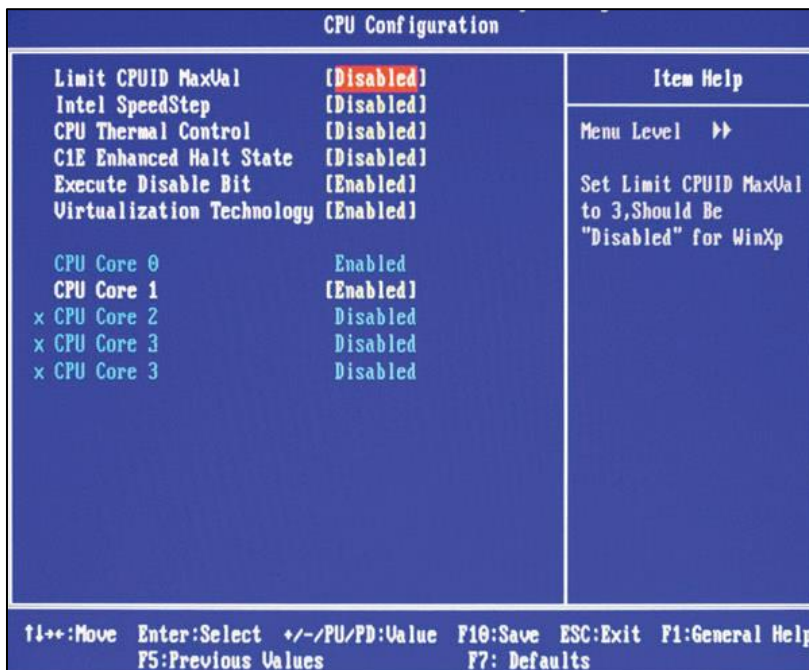 CPU Configuration
Limit CPUID MaxVal [Disabled]
Intel SpeedStep [Disabled]
CPU Thermal Control [Disabled]
C1E Enhanced Halt State [Disabled]
Execute Disable Bit [Enabled]
Virtualization Technology [Enabled]
CPU Core 0 Enabled
CPU Core 1 [Enabled]
x CPU Core 2 Disabled
x CPU Core 3 Disabled
x CPU Core 3 Disabled
Item Help
Menu Level ►►
Set Limit CPUID MaxVal
to 3,Should Be
"Disabled" for WinXp
↑↓→←:Move Enter:Select +/-/PU/PD:Value F10:Save ESC:Exit F1:General Help
F5:Previous Values F7: Defaults